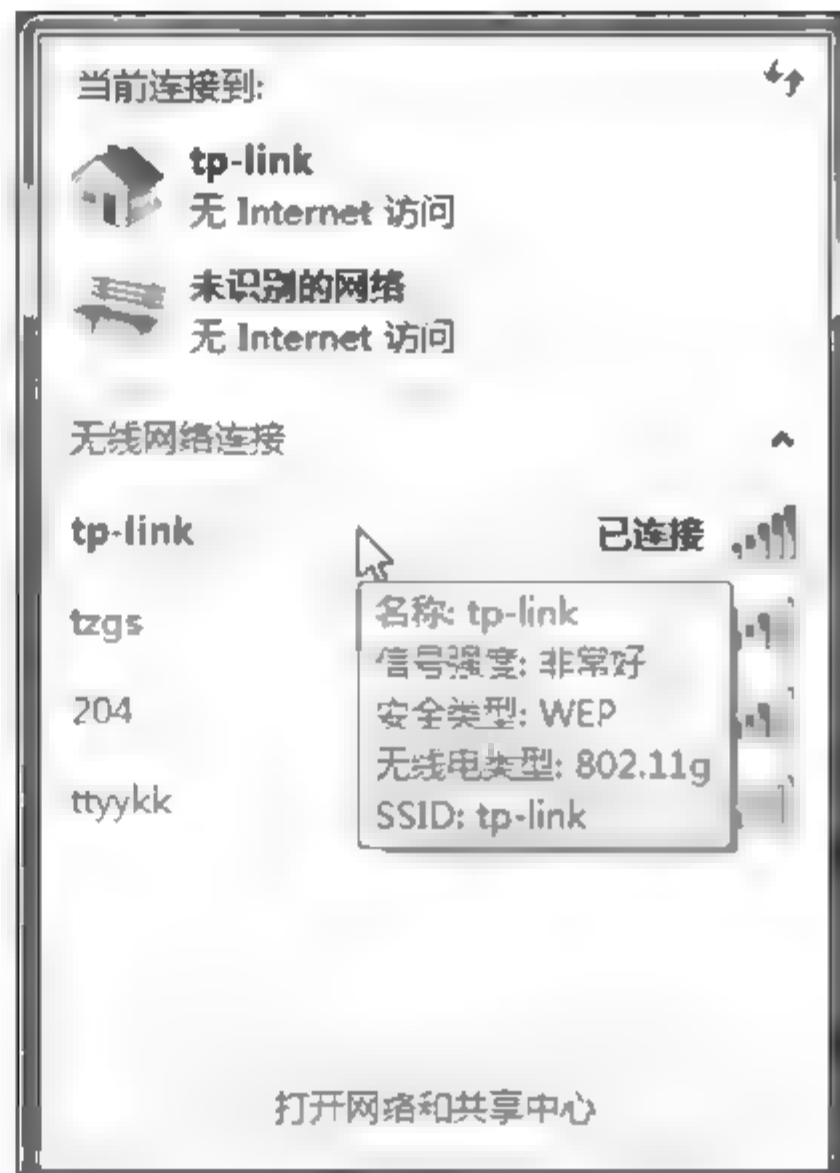 当前连接到:
tp-link
无 Internet 访问
未识别的网络
无 Internet 访问
无线网络连接
tp-link 已连接
tzgs
204
ttyykk
名称: tp-link
信号强度: 非常好
安全类型: WEP
无线电类型: 802.11g
SSID: tp-link
打开网络和共享中心